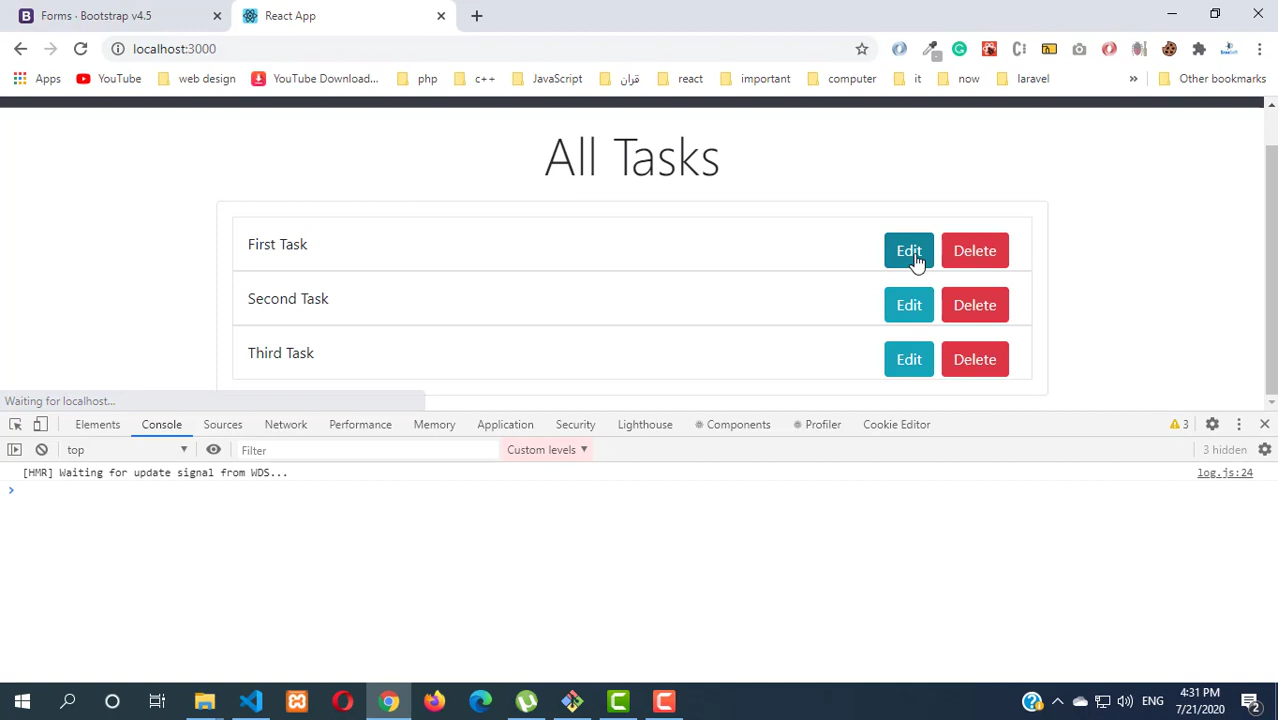 Forms · Bootstrap v4.5
React App
localhost:3000
Apps
YouTube
web design
YouTube Download...
php
c++
JavaScript
قران
react
important
computer
it
now
laravel
»
Other bookmarks
All Tasks
First Task
Edit
Delete
Second Task
Edit
Delete
Third Task
Edit
Delete
Waiting for localhost...
Elements
Console
Sources
Network
Performance
Memory
Application
Security
Lighthouse
Components
Profiler
Cookie Editor
3
top
Filter
Custom levels
3 hidden
[HMR] Waiting for update signal from WDS...
log.js:24
ENG
4:31 PM
7/21/2020
2